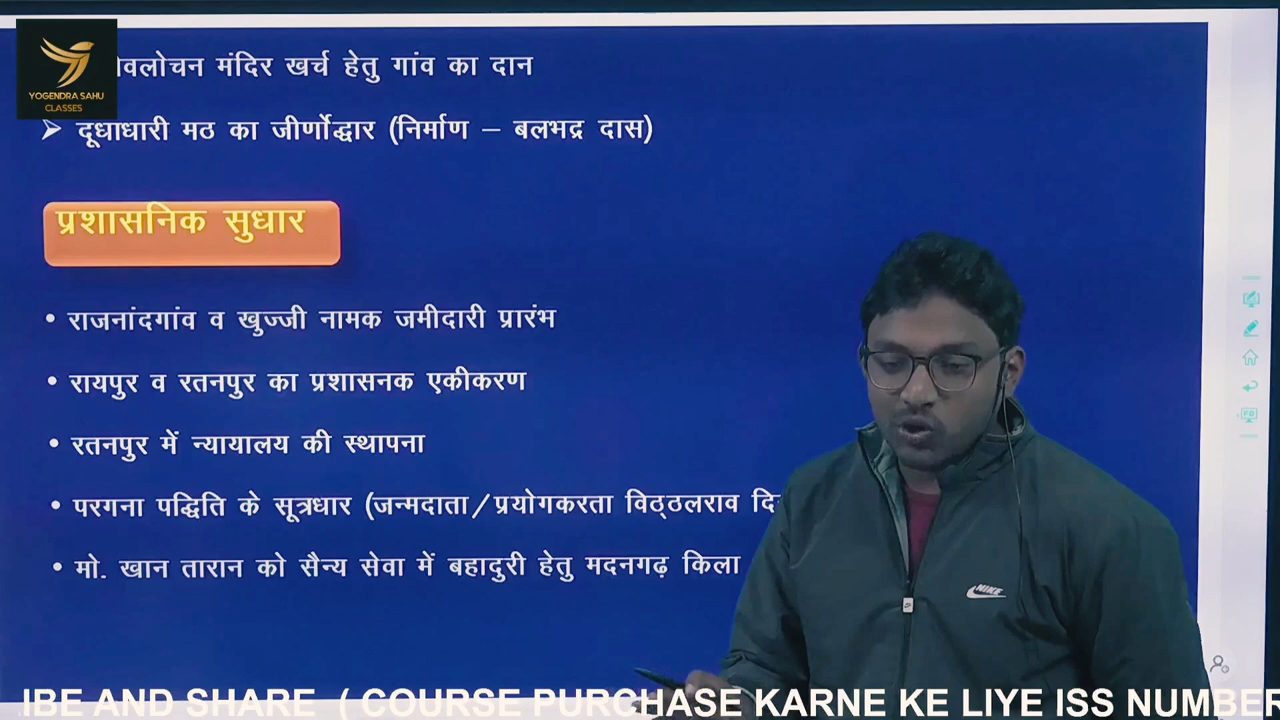 YOGENDRA SAHU
CLASSES
मंदिर खर्च हेतु गांव का दान
➤ दूधाधारी मठ का जीर्णोद्धार (निर्माण – बलभद्र दास)
प्रशासनिक सुधार
• राजनांदगांव व खुज्जी नामक जमीदारी प्रारंभ
• रायपुर व रतनपुर का प्रशासनक एकीकरण
• रतनपुर में न्यायालय की स्थापना
• परगना पद्धिति के सूत्रधार (जन्मदाता/प्रयोगकरता विठ्ठलराव
• मो. खान तारान को सैन्य सेवा में बहादुरी हेतु मदनगढ़ किला
NIKE
IBE AND SHARE ( COURSE PURCHASE KARNE KE LIYE ISS NUMBER